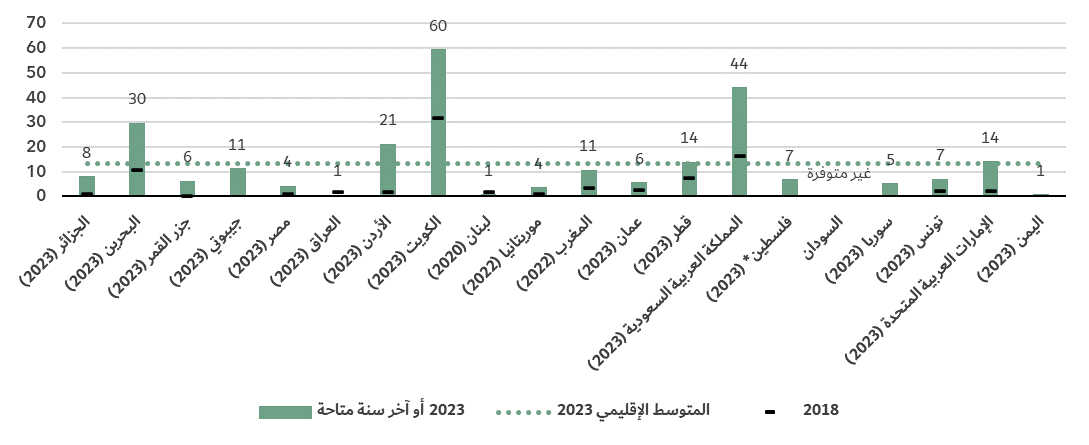 70
60
50
40
30
20
10
0
8
30
6
11
4
1
21
60
1
4
11
6
14
44
7
غير متوفرة
5
7
14
1
الجزائر (2023)
البحرين (2023)
جزر القمر (2023)
جيبوتي (2023)
مصر (2023)
العراق (2023)
الأردن (2023)
الكويت (2023)
لبنان (2020)
موريتانيا (2022)
المغرب (2022)
عمان (2023)
قطر (2023)
المملكة العربية السعودية (2023)
فلسطين * (2023)
السودان
سوريا (2023)
تونس (2023)
الإمارات العربية المتحدة (2023)
اليمن (2023)
2023 أو آخر سنة متاحة
المتوسط الإقليمي 2023
2018